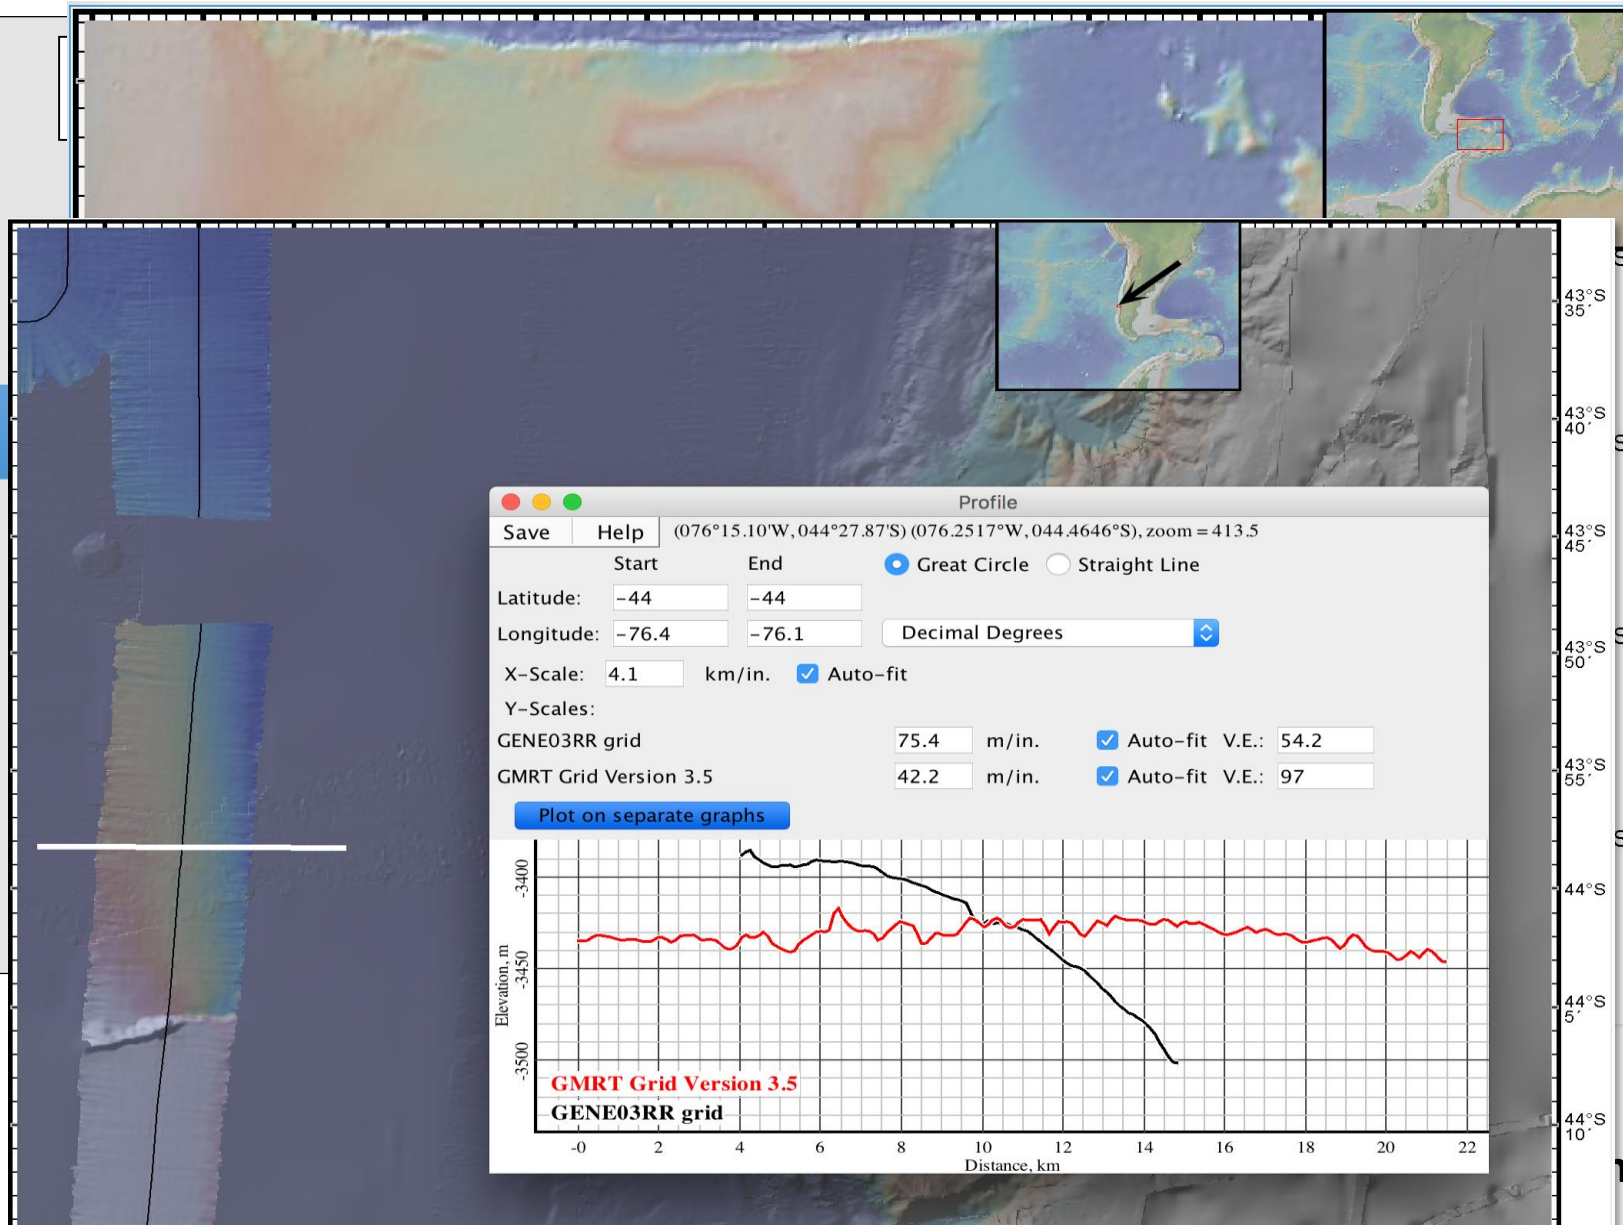 43°S
35´
43°S
40´
43°S
45´
43°S
50´
43°S
55´
44°S
44°S
5´
44°S
10´
Profile
Save Help (076°15.10'W, 044°27.87'S) (076.2517°W, 044.4646°S), zoom = 413.5
Start End Great Circle Straight Line
Latitude: -44 -44
Longitude: -76.4 -76.1 Decimal Degrees
X-Scale: 4.1 km/in. Auto-fit
Y-Scales:
GENE03RR grid 75.4 m/in. Auto-fit V.E.: 54.2
GMRT Grid Version 3.5 42.2 m/in. Auto-fit V.E.: 97
Plot on separate graphs
-3400
-3450
-3500
Elevation, m
GMRT Grid Version 3.5
GENE03RR grid
-0 2 4 6 8 10 12 14 16 18 20 22
Distance, km